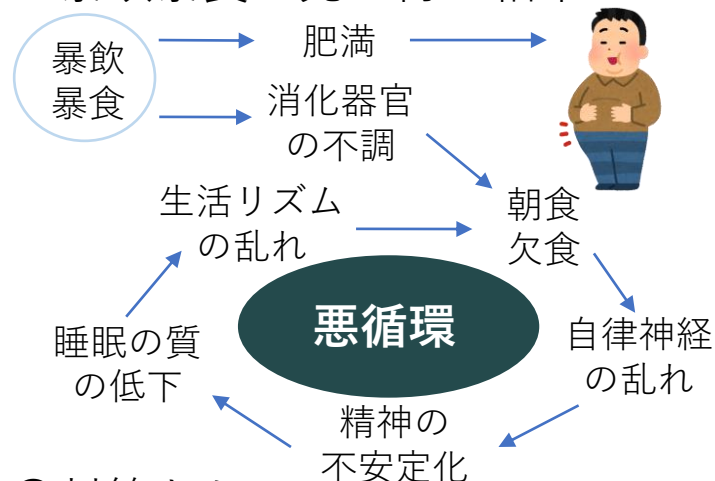 暴飲
暴食
肥満
消化器官
の不調
生活リズム
の乱れ
朝食
欠食
悪循環
睡眠の質
の低下
自律神経
の乱れ
精神の
不安定化